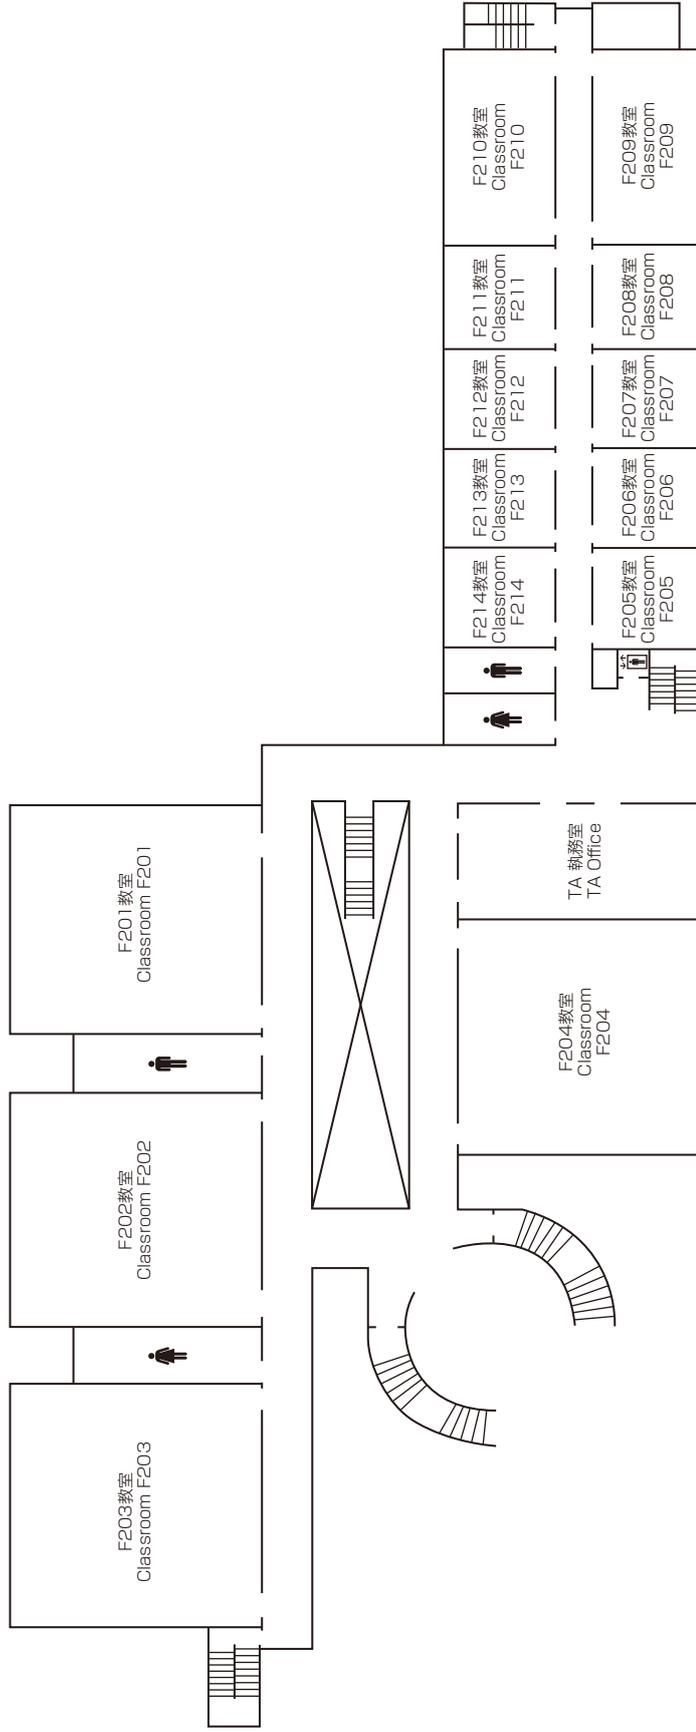 F210教室
Classroom
F210
F209教室
Classroom
F209
F211教室
Classroom
F211
F208教室
Classroom
F208
F212教室
Classroom
F212
F207教室
Classroom
F207
F213教室
Classroom
F213
F206教室
Classroom
F206
F214教室
Classroom
F214
F205教室
Classroom
F205
TA 執務室
TA Office
F201教室
Classroom F201
F204教室
Classroom
F204
F202教室
Classroom F202
F203教室
Classroom F203